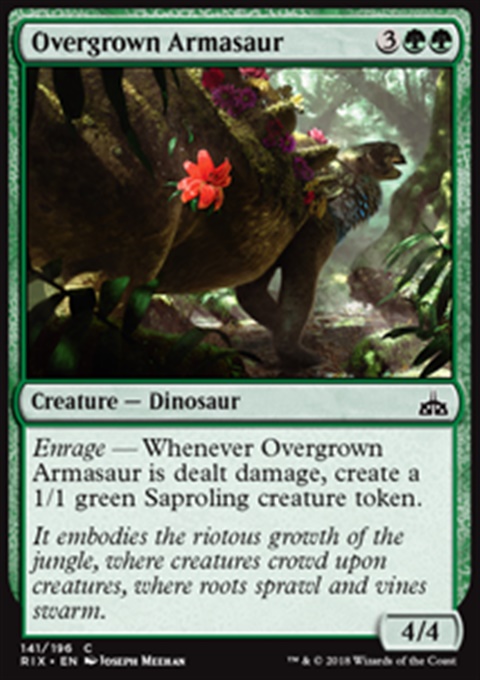 Overgrown Armasaur 3
Creature — Dinosaur
Enrage — Whenever Overgrown
Armasaur is dealt damage, create a
1/1 green Saproling creature token.
It embodies the riotous growth of the
jungle, where creatures crowd upon
creatures, where roots sprawl and vines
swarm.
4/4
141/196 C
RIX • EN Joseph Meehan
™ & © 2018 Wizards of the Coast